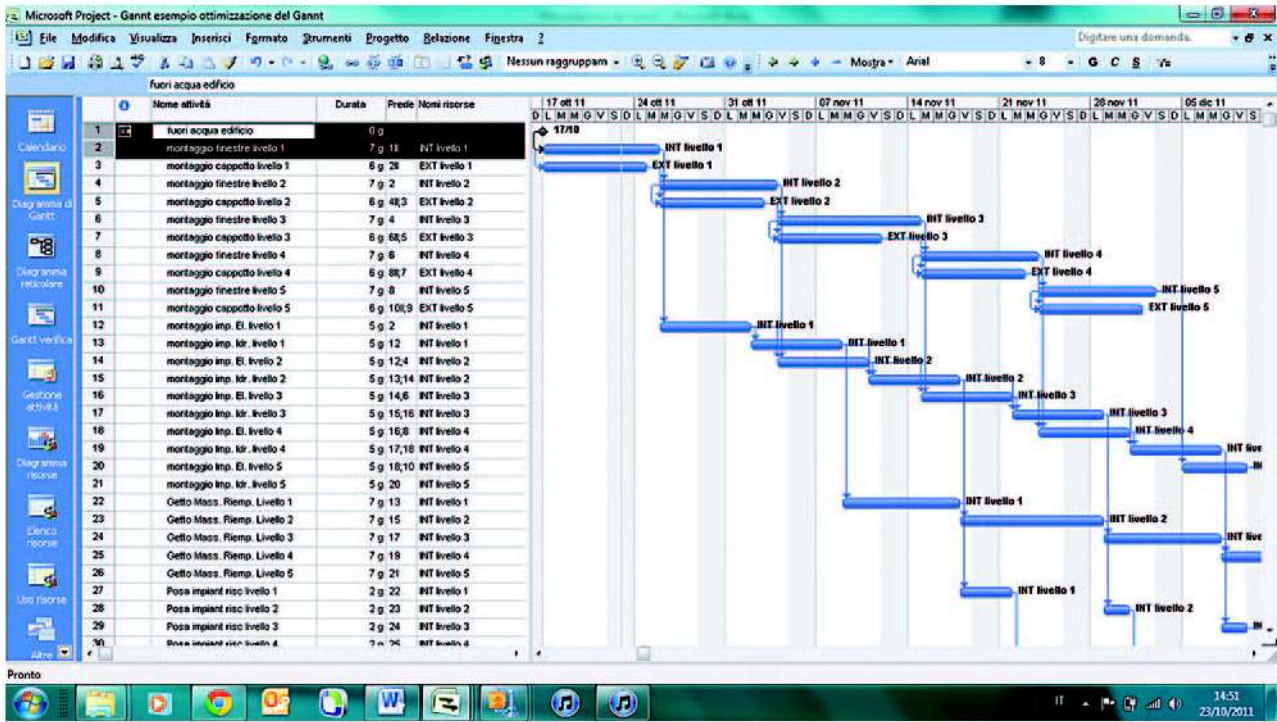 Microsoft Project - Gannt esempio ottimizzazione del Gannt
File Modifica Visualizza Inserisci Formato Strumenti Progetto Relazione Finestra ? Digitare una domanda.
Nessun raggruppam Mostra Arial 8 G C S
fuori acqua edificio
Nome attività Durata Prede Nomi risorse 17 ott 11 24 ott 11 31 ott 11 07 nov 11 14 nov 11 21 nov 11 28 nov 11 05 dic 11
D L M M G V S D L M M G V S D L M M G V S D L M M G V S D L M M G V S D L M M G V S D L M M G V S D L M M G V S
1 fuori acqua edificio 0 g 17/10
2 montaggio finestre livello 1 7 g INT livello 1 INT livello 1
3 montaggio cappotto livello 1 6 g EXT livello 1 EXT livello 1
4 montaggio finestre livello 2 7 g 2 INT livello 2 INT livello 2
5 montaggio cappotto livello 2 6 g EXT livello 2 EXT livello 2
6 montaggio finestre livello 3 7 g 4 INT livello 3 INT livello 3
7 montaggio cappotto livello 3 6 g EXT livello 3 EXT livello 3
8 montaggio finestre livello 4 7 g 6 INT livello 4 INT livello 4
9 montaggio cappotto livello 4 6 g EXT livello 4 EXT livello 4
10 montaggio finestre livello 5 7 g 8 INT livello 5 INT livello 5
11 montaggio cappotto livello 5 6 g EXT livello 5 EXT livello 5
12 montaggio imp. El. livello 1 5 g 2 INT livello 1 INT livello 1
13 montaggio imp. Idr. livello 1 5 g 12 INT livello 1 INT livello 1
14 montaggio imp. El. livello 2 5 g 12;4 INT livello 2 INT livello 2
15 montaggio imp. Idr. livello 2 5 g 13;14 INT livello 2 INT livello 2
16 montaggio imp. El. livello 3 5 g 14;6 INT livello 3 INT livello 3
17 montaggio imp. Idr. livello 3 5 g 15;16 INT livello 3 INT livello 3
18 montaggio imp. El. livello 4 5 g 16;8 INT livello 4 INT livello 4
19 montaggio imp. Idr. livello 4 5 g 17;18 INT livello 4 INT live
20 montaggio imp. El. livello 5 5 g 18;10 INT livello 5 IN
21 montaggio imp. Idr. livello 5 5 g 20 INT livello 5
22 Getto Mass. Riemp. Livello 1 7 g 13 INT livello 1 INT livello 1
23 Getto Mass. Riemp. Livello 2 7 g 15 INT livello 2 INT livello 2
24 Getto Mass. Riemp. Livello 3 7 g 17 INT livello 3 INT live
25 Getto Mass. Riemp. Livello 4 7 g 19 INT livello 4
26 Getto Mass. Riemp. Livello 5 7 g 21 INT livello 5
27 Posa impiant risc livello 1 2 g 22 INT livello 1 INT livello 1
28 Posa impiant risc livello 2 2 g 23 INT livello 2 INT livello 2
29 Posa impiant risc livello 3 2 g 24 INT livello 3 IN
30 Posa impiant risc livello 4 2 g 25 INT livello 4
Calendario
Diagramma di
Gantt
Diagramma
reticolare
Gantt verifica
Gestione
attività
Diagramma
risorse
Elenco
risorse
Uso risorse
Altre
Pronto
IT
14:51
23/10/2011